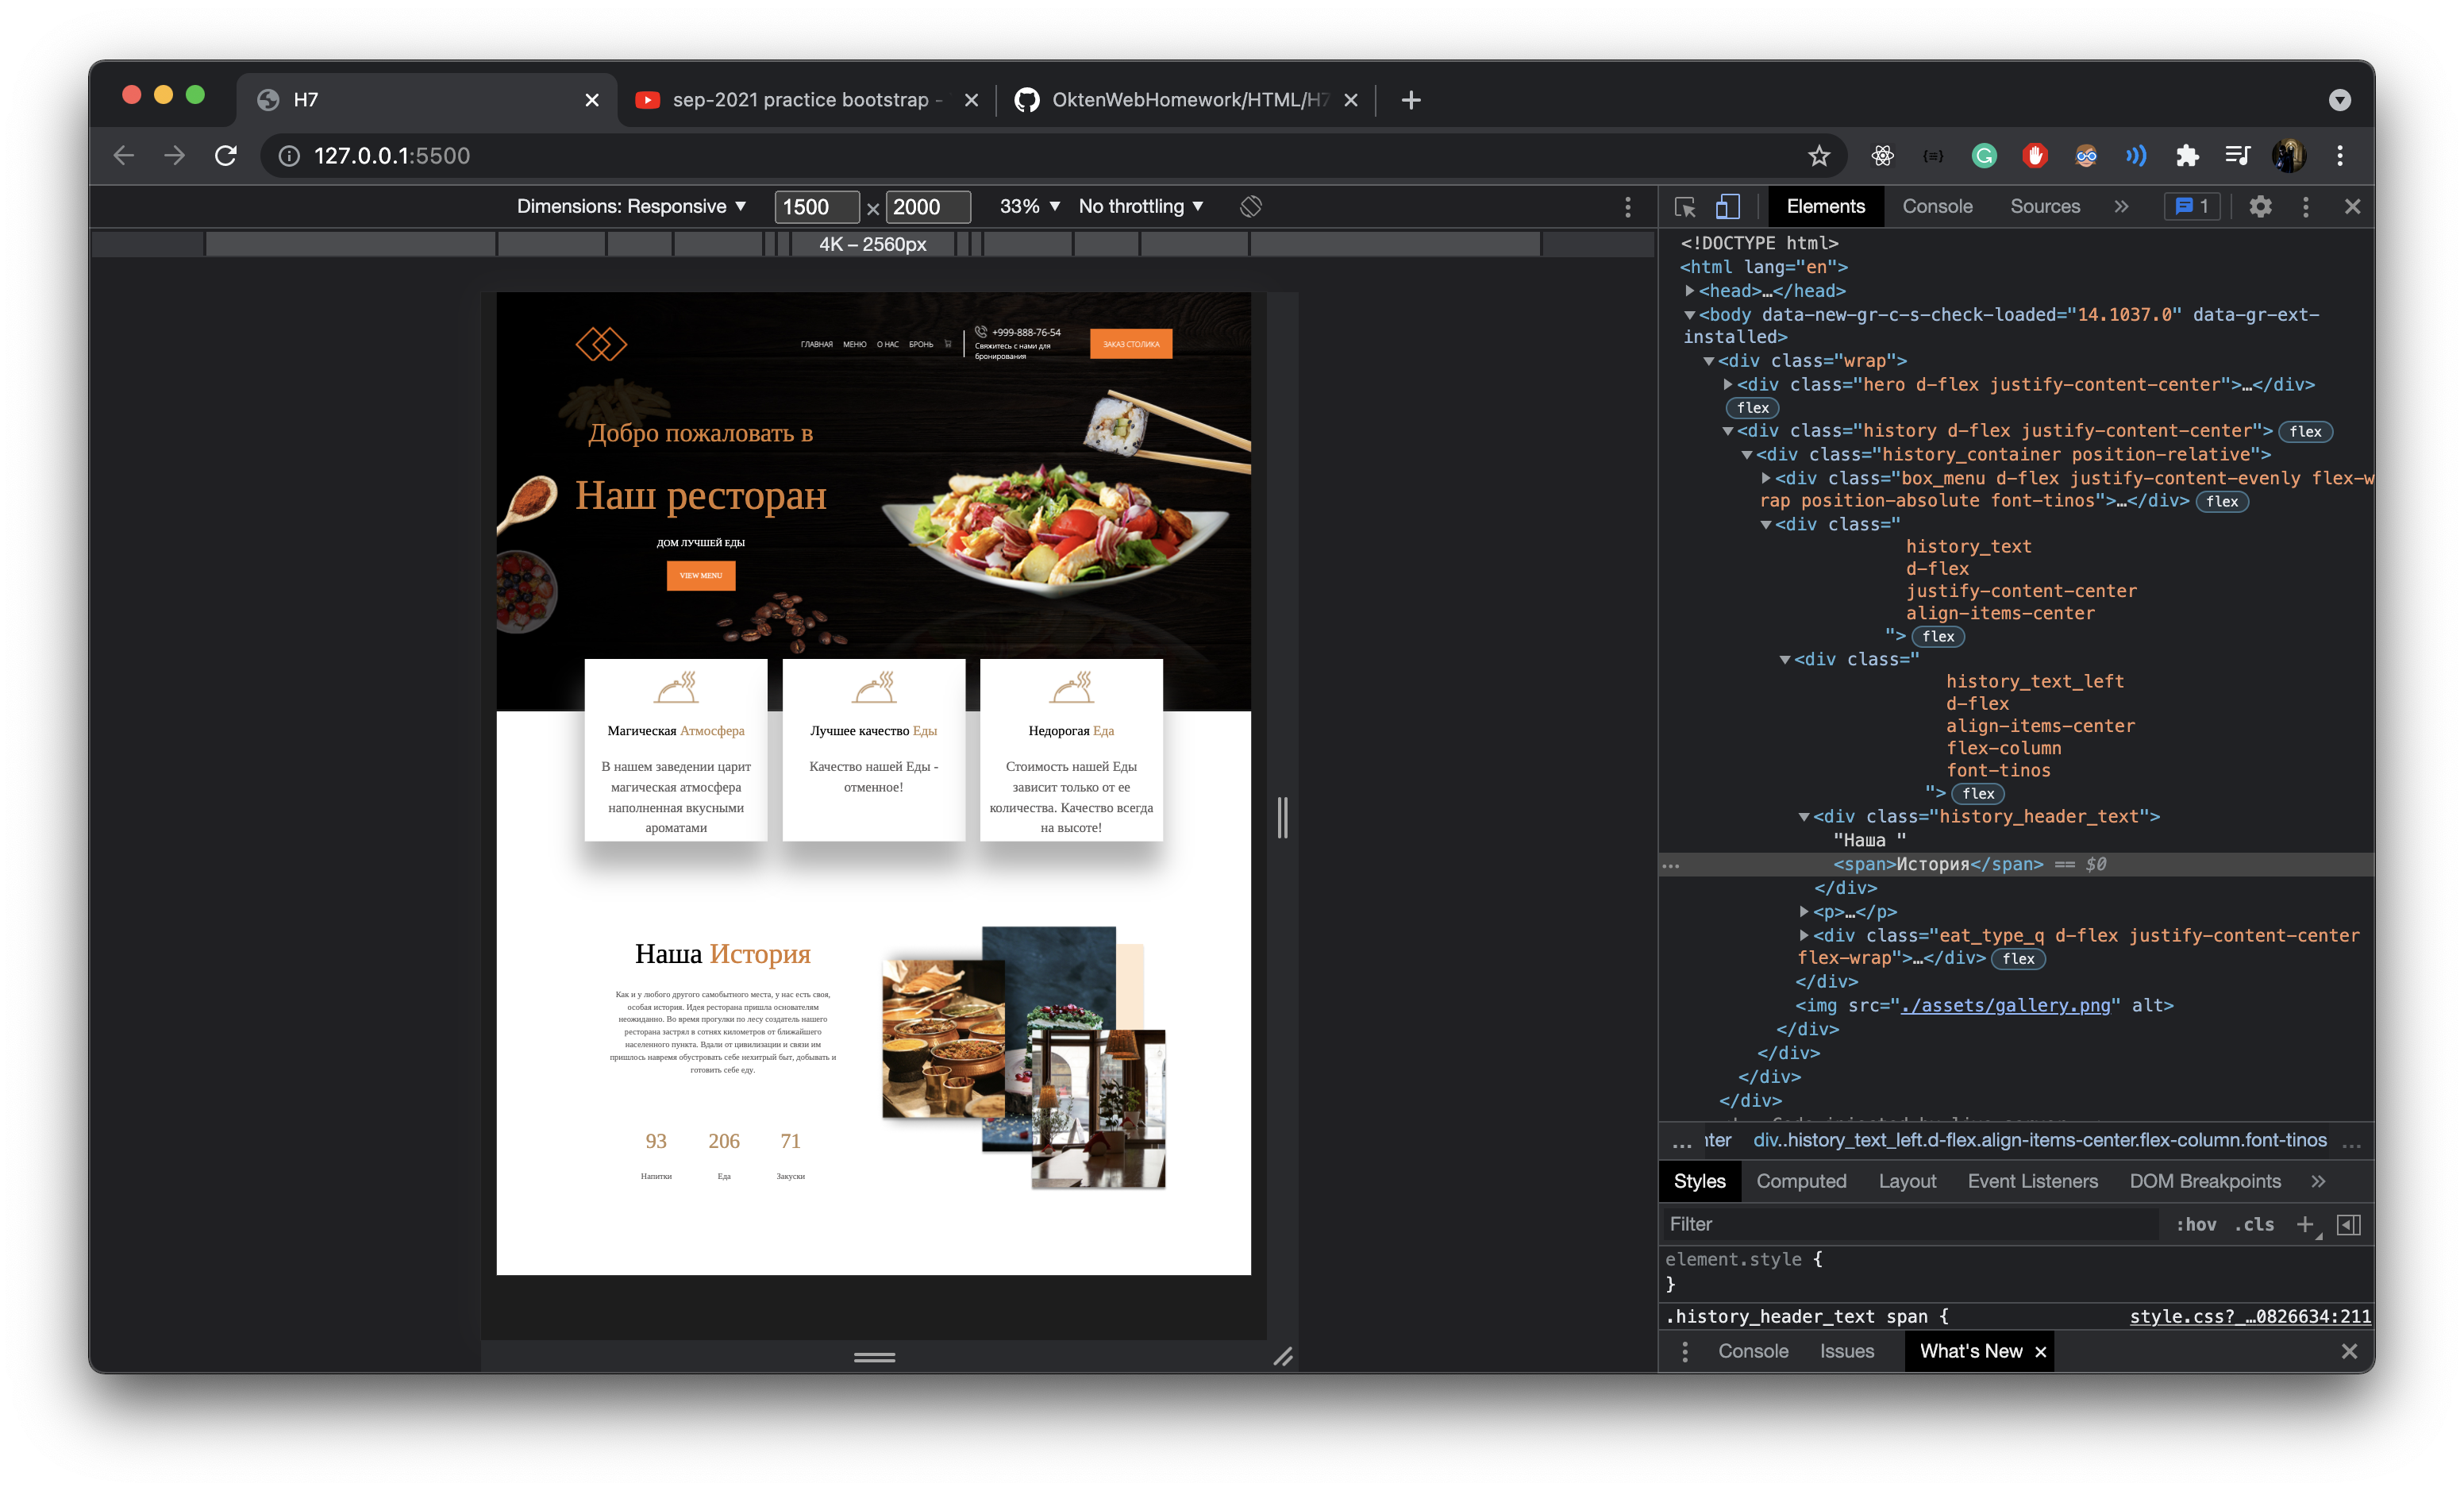 H7
sep-2021 practice bootstrap -
OktenWebHomework/HTML/H7
127.0.0.1:5500
Dimensions: Responsive
1500 × 2000
33%
No throttling
4K – 2560px
ГЛАВНАЯ МЕНЮ О НАС БРОНЬ
+999-888-76-54
Свяжитесь с нами для
бронирования
ЗАКАЗ СТОЛИКА
Добро пожаловать в
Наш ресторан
ДОМ ЛУЧШЕЙ ЕДЫ
VIEW MENU
Магическая Атмосфера
В нашем заведении царит
магическая атмосфера
наполненная вкусными
ароматами
Лучшее качество Еды
Качество нашей Еды -
отменное!
Недорогая Еда
Стоимость нашей Еды
зависит только от ее
количества. Качество всегда
на высоте!
Наша История
Как и у любого другого самобытного места, у нас есть своя,
особая история. Идея ресторана пришла основателям
неожиданно. Во время прогулки по лесу создатель нашего
ресторана застрял в сотнях километров от ближайшего
населенного пункта. Вдали от цивилизации и связи им
пришлось навремя обустровать себе нехитрый быт, добывать и
готовить себе еду.
93 206 71
Напитки Еда Закуски
Elements Console Sources » 1
<!DOCTYPE html>
<html lang="en">
<head>…</head>
<body data-new-gr-c-s-check-loaded="14.1037.0" data-gr-ext-
installed>
<div class="wrap">
<div class="hero d-flex justify-content-center">…</div>
flex
<div class="history d-flex justify-content-center"> flex
<div class="history_container position-relative">
<div class="box_menu d-flex justify-content-evenly flex-w
rap position-absolute font-tinos">…</div> flex
<div class="
history_text
d-flex
justify-content-center
align-items-center
"> flex
<div class="
history_text_left
d-flex
align-items-center
flex-column
font-tinos
"> flex
<div class="history_header_text">
"Наша "
… <span>История</span> == $0
</div>
<p>…</p>
<div class="eat_type_q d-flex justify-content-center
flex-wrap">…</div> flex
</div>
<img src="./assets/gallery.png" alt>
</div>
</div>
</div>
</div>
… nter div..history_text_left.d-flex.align-items-center.flex-column.font-tinos …
Styles Computed Layout Event Listeners DOM Breakpoints »
Filter :hov .cls +
element.style {
}
.history_header_text span { style.css?_…0826634:211
Console Issues What's New